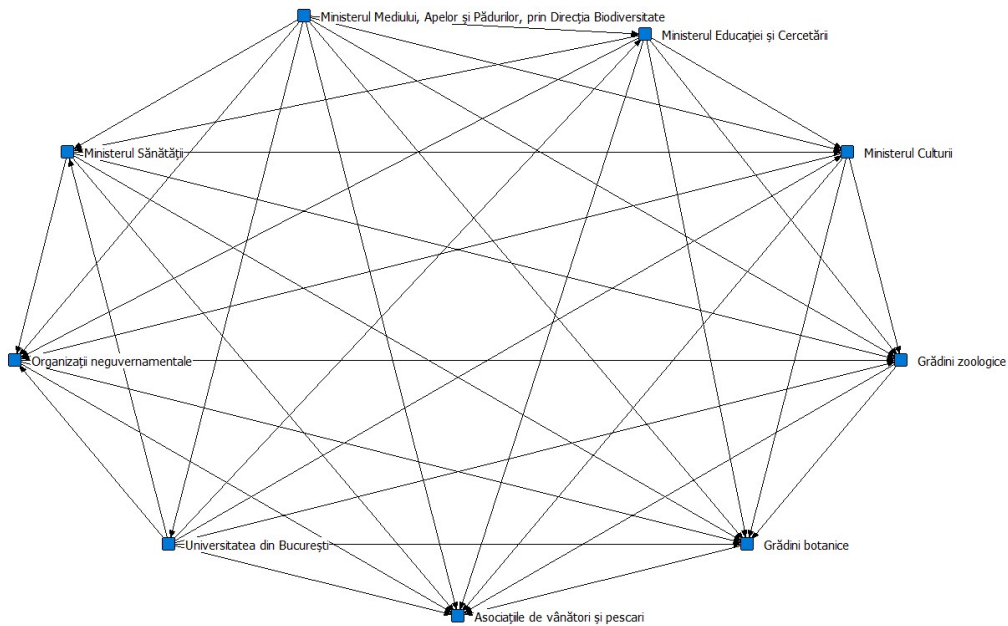 Ministerul Mediului, Apelor și Pădurilor, prin Direcția Biodiversitate
Ministerul Educației și Cercetării
Ministerul Sănătății
Ministerul Culturii
Organizații neguvernamentale
Grădini zoologice
Universitatea din București
Grădini botanice
Asociațiile de vânători și pescari